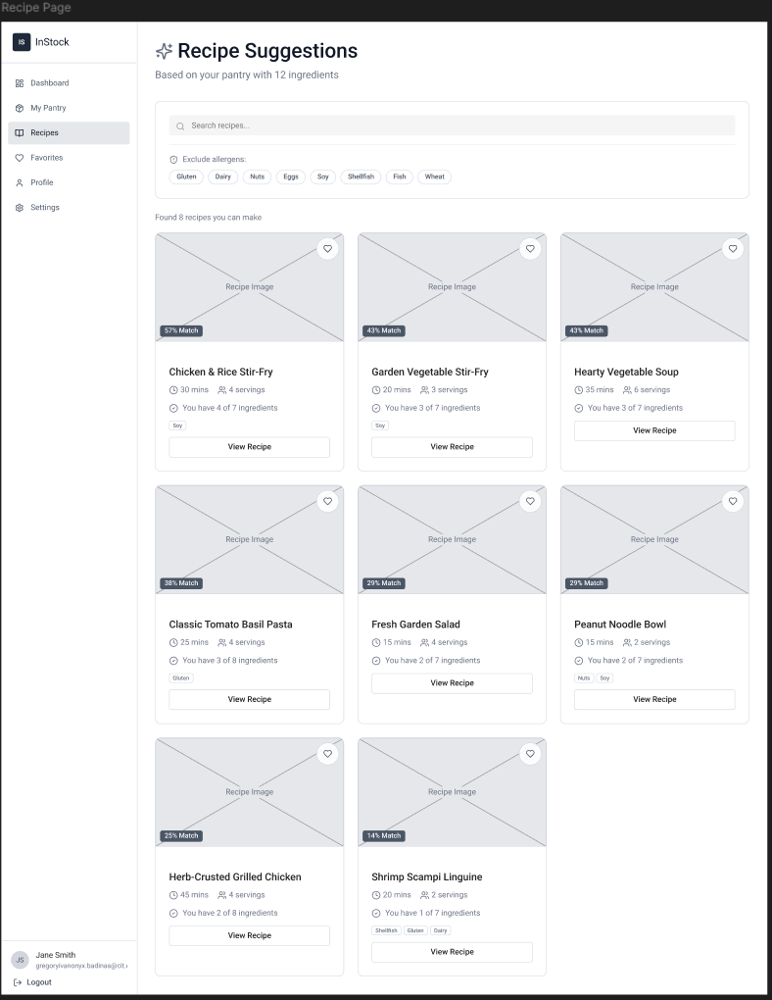 Recipe Page
IS InStock
Dashboard
My Pantry
Recipes
Favorites
Profile
Settings
JS
Jane Smith
gregoryivanonyx.badinas@cit.
Logout
Recipe Suggestions
Based on your pantry with 12 ingredients
Search recipes...
Exclude allergens:
Gluten Dairy Nuts Eggs Soy Shellfish Fish Wheat
Found 8 recipes you can make
Recipe Image
57% Match
Chicken & Rice Stir-Fry
30 mins 4 servings
You have 4 of 7 ingredients
Soy
View Recipe
Recipe Image
43% Match
Garden Vegetable Stir-Fry
20 mins 3 servings
You have 3 of 7 ingredients
Soy
View Recipe
Recipe Image
43% Match
Hearty Vegetable Soup
35 mins 6 servings
You have 3 of 7 ingredients
View Recipe
Recipe Image
38% Match
Classic Tomato Basil Pasta
25 mins 4 servings
You have 3 of 8 ingredients
Gluten
View Recipe
Recipe Image
29% Match
Fresh Garden Salad
15 mins 4 servings
You have 2 of 7 ingredients
View Recipe
Recipe Image
29% Match
Peanut Noodle Bowl
15 mins 2 servings
You have 2 of 7 ingredients
Nuts Soy
View Recipe
Recipe Image
25% Match
Herb-Crusted Grilled Chicken
45 mins 4 servings
You have 2 of 8 ingredients
View Recipe
Recipe Image
14% Match
Shrimp Scampi Linguine
20 mins 2 servings
You have 1 of 7 ingredients
Shellfish Gluten Dairy
View Recipe